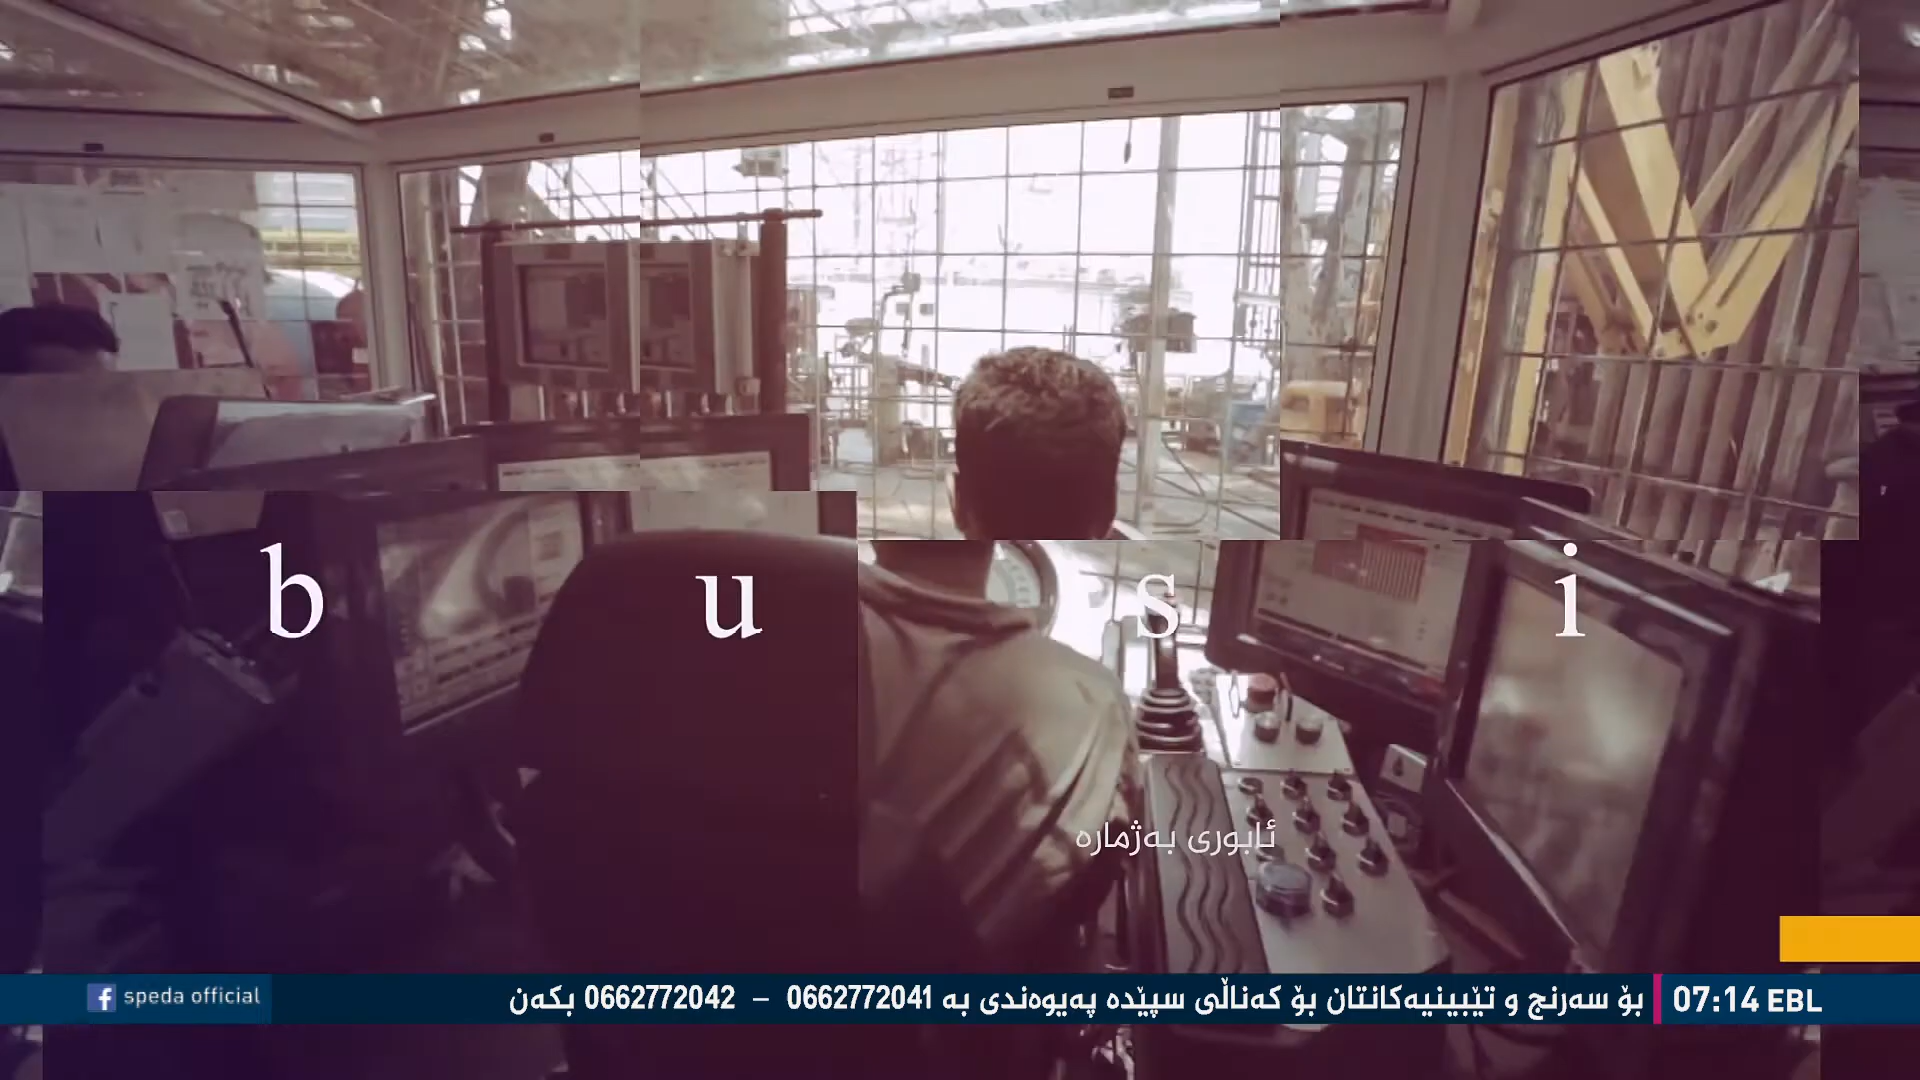 b u s i
ئابوری بەژمارە
07:14 EBL
بۆ سەرنج و تێبینیەکانتان بۆ کەناڵی سپێدە پەیوەندی بە 0662772041 – 0662772042 بکەن
speda official